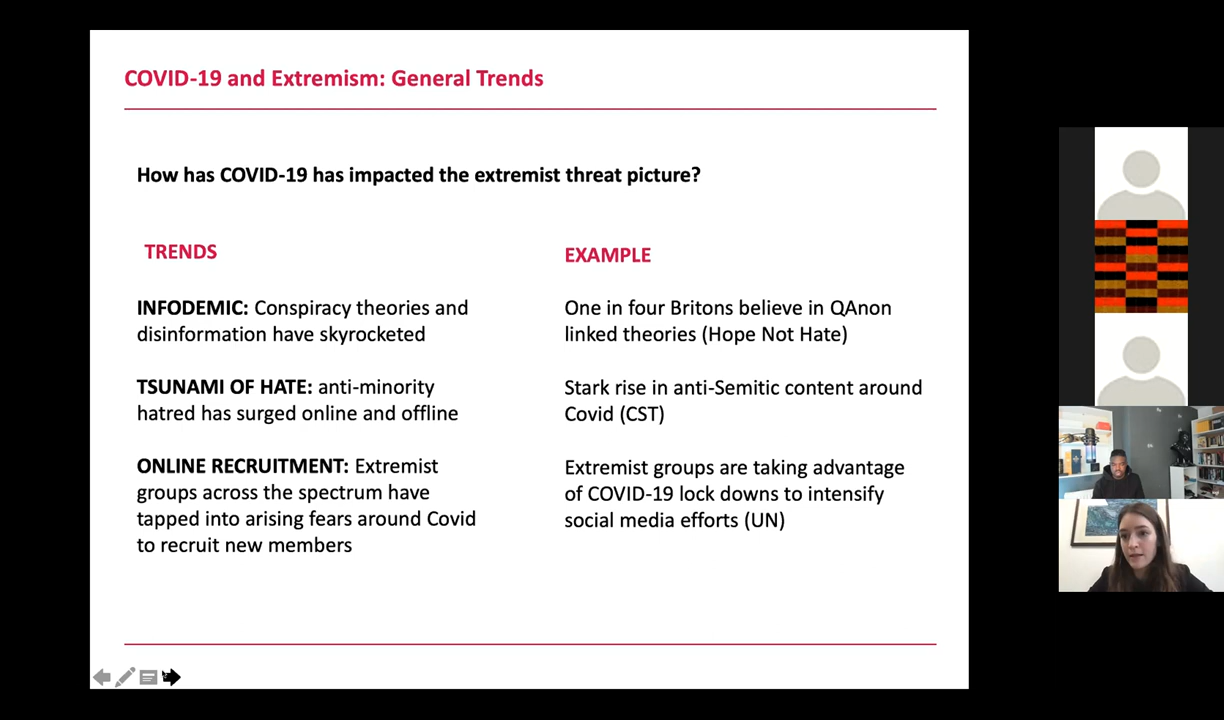 COVID-19 and Extremism: General Trends
How has COVID-19 has impacted the extremist threat picture?
TRENDS
INFODEMIC: Conspiracy theories and
disinformation have skyrocketed
TSUNAMI OF HATE: anti-minority
hatred has surged online and offline
ONLINE RECRUITMENT: Extremist
groups across the spectrum have
tapped into arising fears around Covid
to recruit new members
EXAMPLE
One in four Britons believe in QAnon
linked theories (Hope Not Hate)
Stark rise in anti-Semitic content around
Covid (CST)
Extremist groups are taking advantage
of COVID-19 lock downs to intensify
social media efforts (UN)